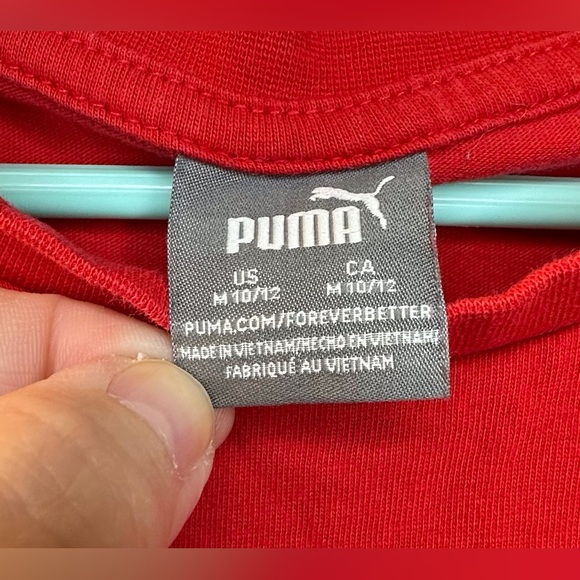 PUMA
US CA
M 10/12 M 10/12
PUMA.COM/FOREVERBETTER
MADE IN VIETNAM/HECHO EN VIETNAM/
FABRIQUÉ AU VIETNAM